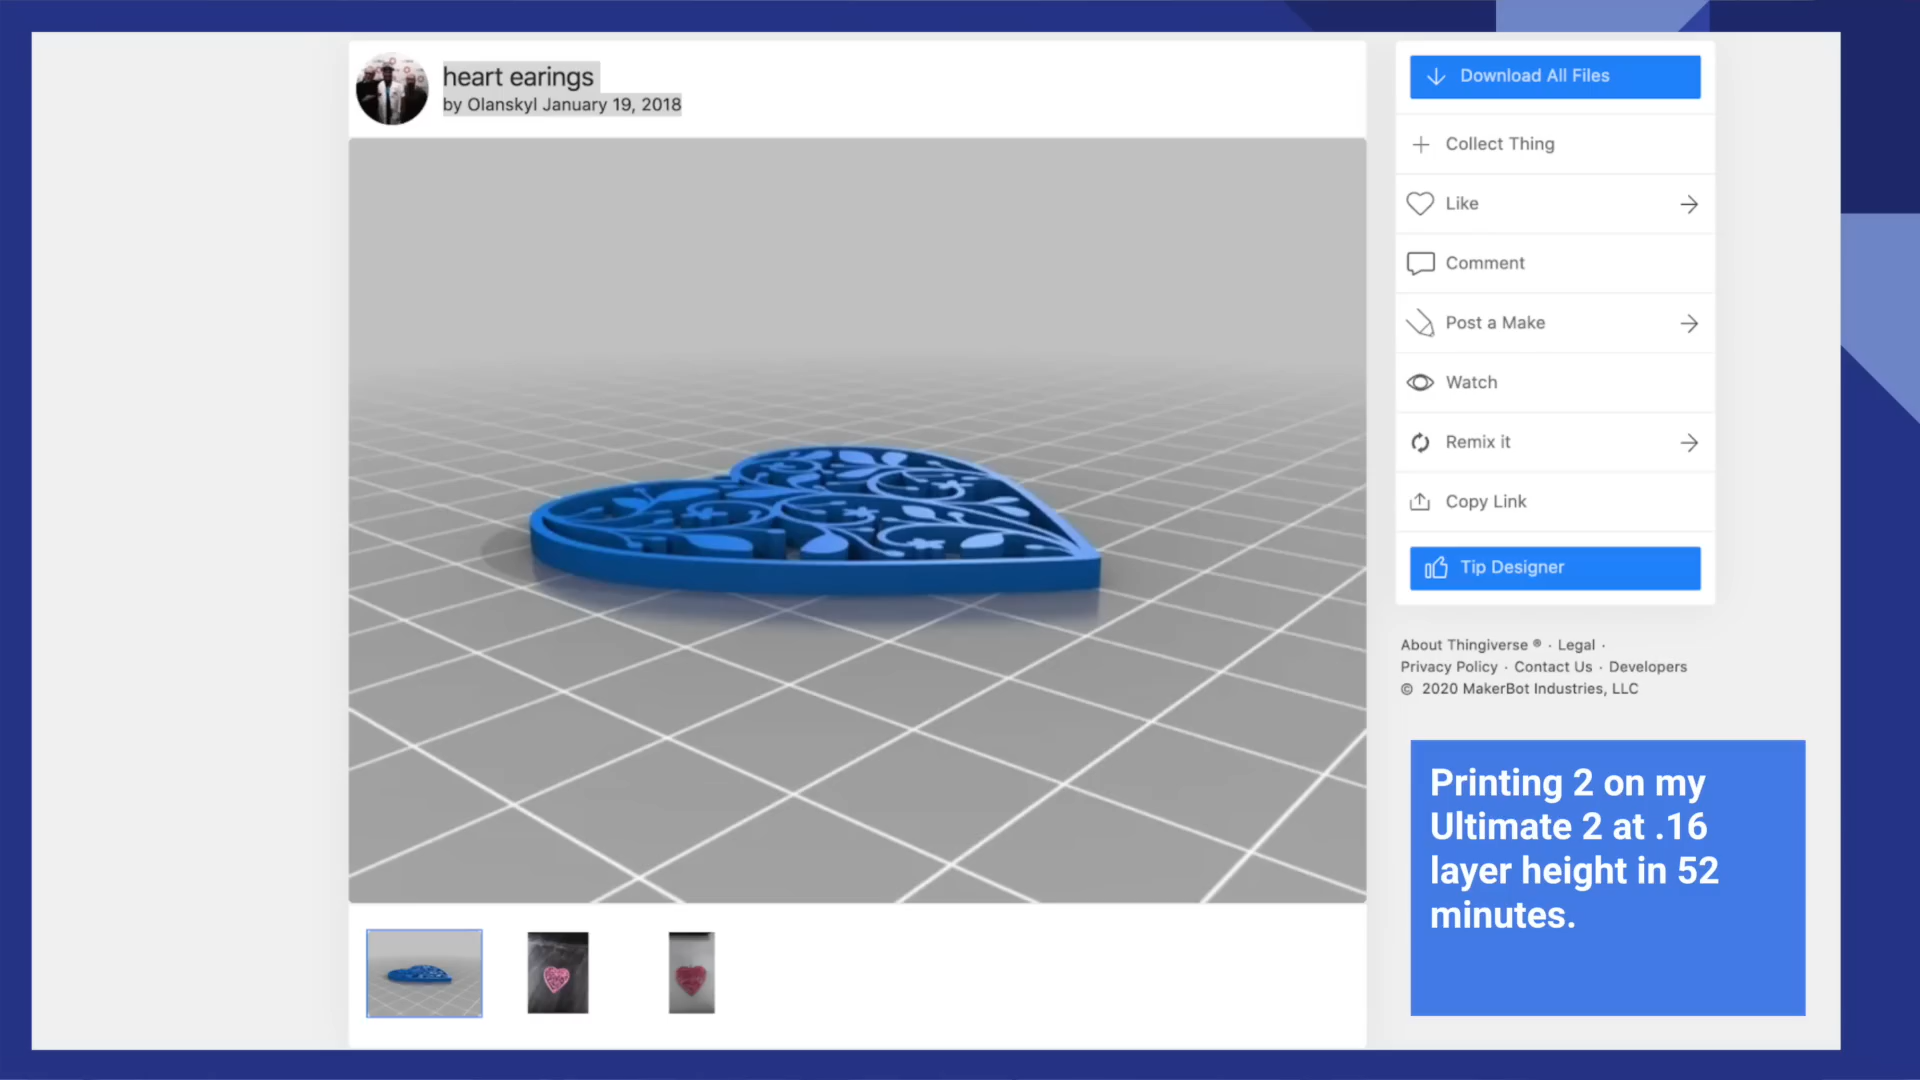 heart earings
by Olanskyl January 19, 2018
Download All Files
Collect Thing
Like
Comment
Post a Make
Watch
Remix it
Copy Link
Tip Designer
About Thingiverse ® · Legal ·
Privacy Policy · Contact Us · Developers
© 2020 MakerBot Industries, LLC
Printing 2 on my
Ultimate 2 at .16
layer height in 52
minutes.